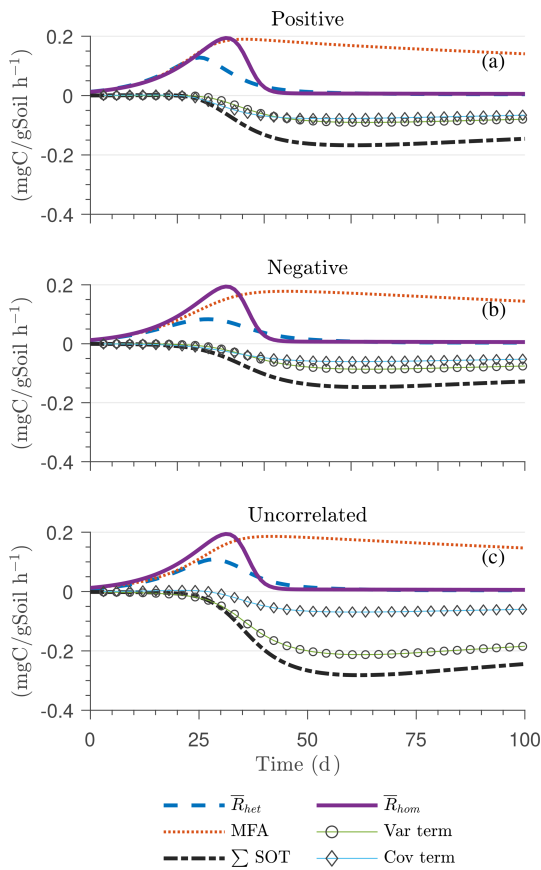 Positive
0.2
(a)
0
-0.2
-0.4
(mgC/gSoil h⁻¹)
Negative
0.2
(b)
0
-0.2
-0.4
(mgC/gSoil h⁻¹)
Uncorrelated
0.2
(c)
0
-0.2
-0.4
(mgC/gSoil h⁻¹)
0 25 50 75 100
Time (d)
R̅het R̅hom
MFA Var term
∑ SOT Cov term